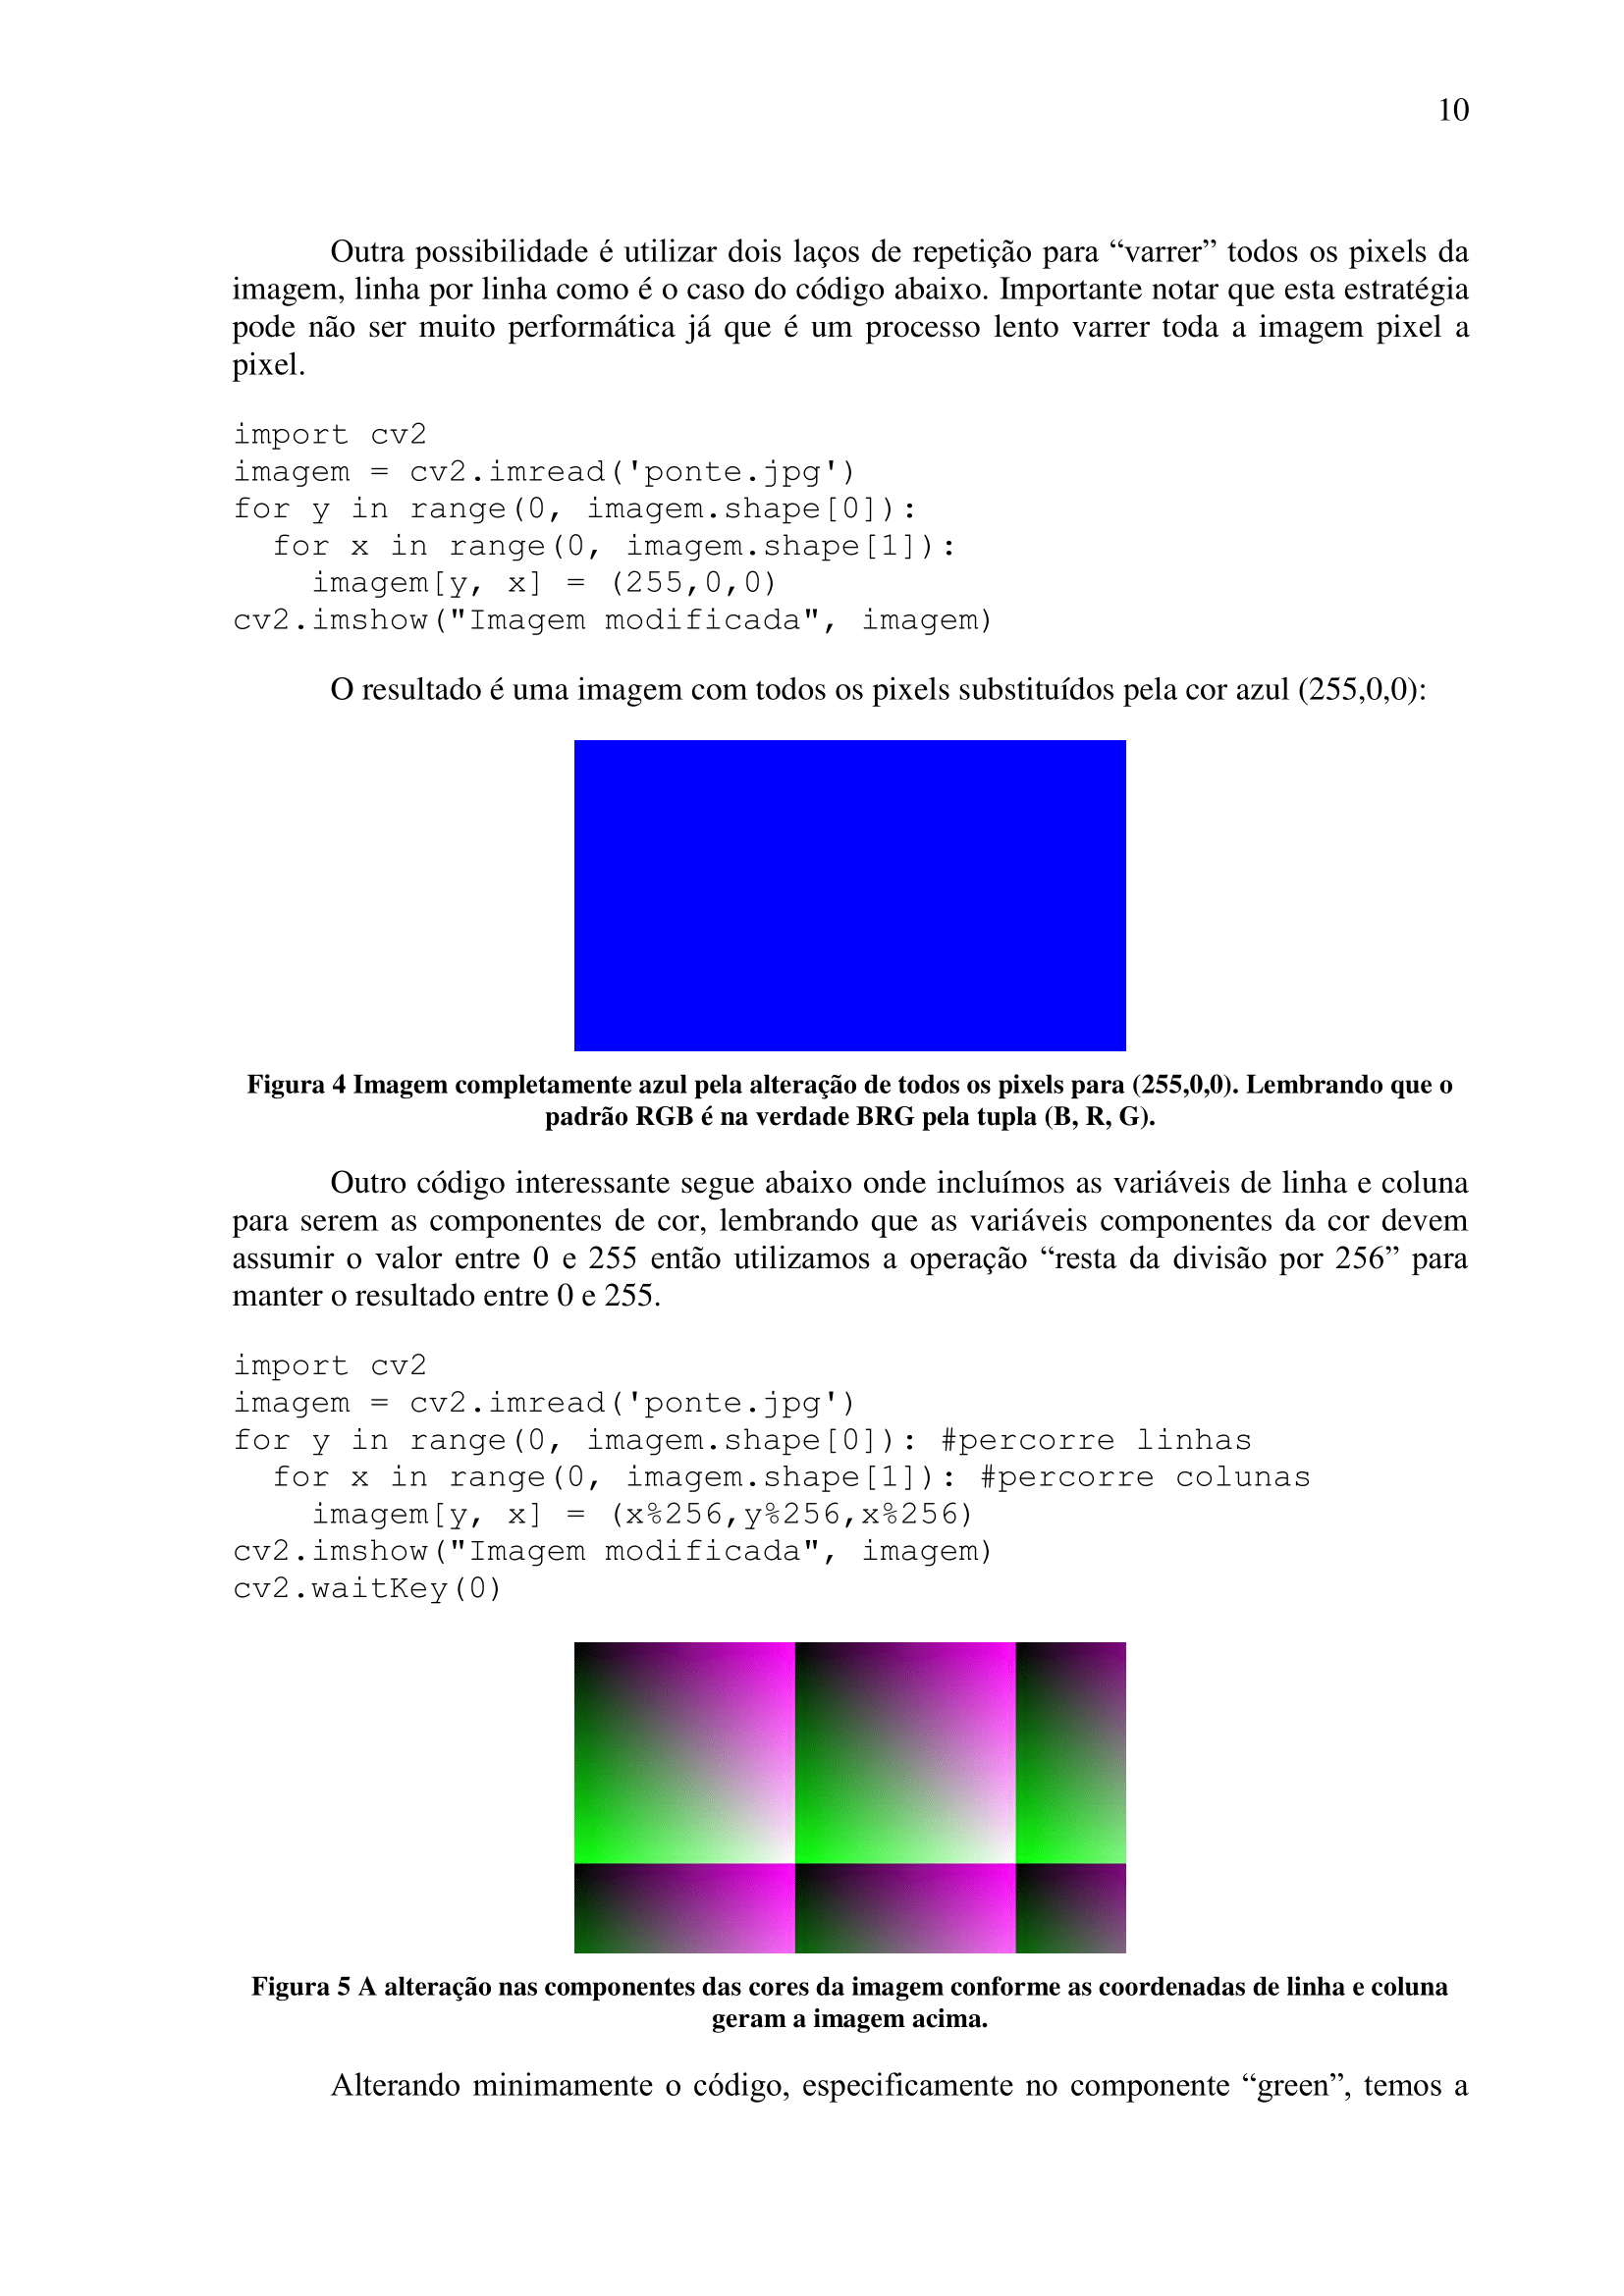 10
Outra possibilidade é utilizar dois laços de repetição para “varrer” todos os pixels da
imagem, linha por linha como é o caso do código abaixo. Importante notar que esta estratégia
pode não ser muito performática já que é um processo lento varrer toda a imagem pixel a
pixel.
import cv2
imagem = cv2.imread('ponte.jpg')
for y in range(0, imagem.shape[0]):
  for x in range(0, imagem.shape[1]):
    imagem[y, x] = (255,0,0)
cv2.imshow("Imagem modificada", imagem)
O resultado é uma imagem com todos os pixels substituídos pela cor azul (255,0,0):
Figura 4 Imagem completamente azul pela alteração de todos os pixels para (255,0,0). Lembrando que o
padrão RGB é na verdade BRG pela tupla (B, R, G).
Outro código interessante segue abaixo onde incluímos as variáveis de linha e coluna
para serem as componentes de cor, lembrando que as variáveis componentes da cor devem
assumir o valor entre 0 e 255 então utilizamos a operação “resta da divisão por 256” para
manter o resultado entre 0 e 255.
import cv2
imagem = cv2.imread('ponte.jpg')
for y in range(0, imagem.shape[0]): #percorre linhas
  for x in range(0, imagem.shape[1]): #percorre colunas
    imagem[y, x] = (x%256,y%256,x%256)
cv2.imshow("Imagem modificada", imagem)
cv2.waitKey(0)
Figura 5 A alteração nas componentes das cores da imagem conforme as coordenadas de linha e coluna
geram a imagem acima.
Alterando minimamente o código, especificamente no componente “green”, temos a